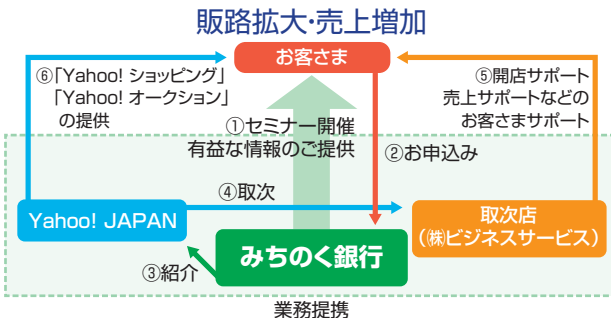 販路拡大・売上増加
お客さま
⑥「Yahoo! ショッピング」
「Yahoo! オークション」
の提供
⑤開店サポート
売上サポートなどの
お客さまサポート
①セミナー開催
有益な情報のご提供
②お申込み
④取次
Yahoo! JAPAN
取次店
(㈱ビジネスサービス)
みちのく銀行
③紹介
業務提携